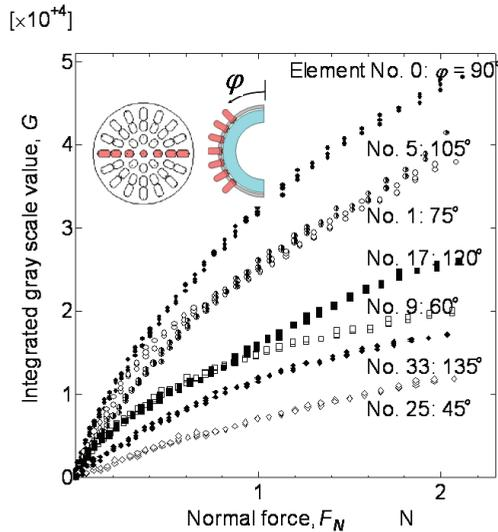 [×10⁺⁴]
5
4
3
2
1
0
Integrated gray scale value, G
φ
Element No. 0: φ = 90°
No. 5: 105°
No. 1: 75°
No. 17: 120°
No. 9: 60°
No. 33: 135°
No. 25: 45°
1 2
Normal force, F_N N